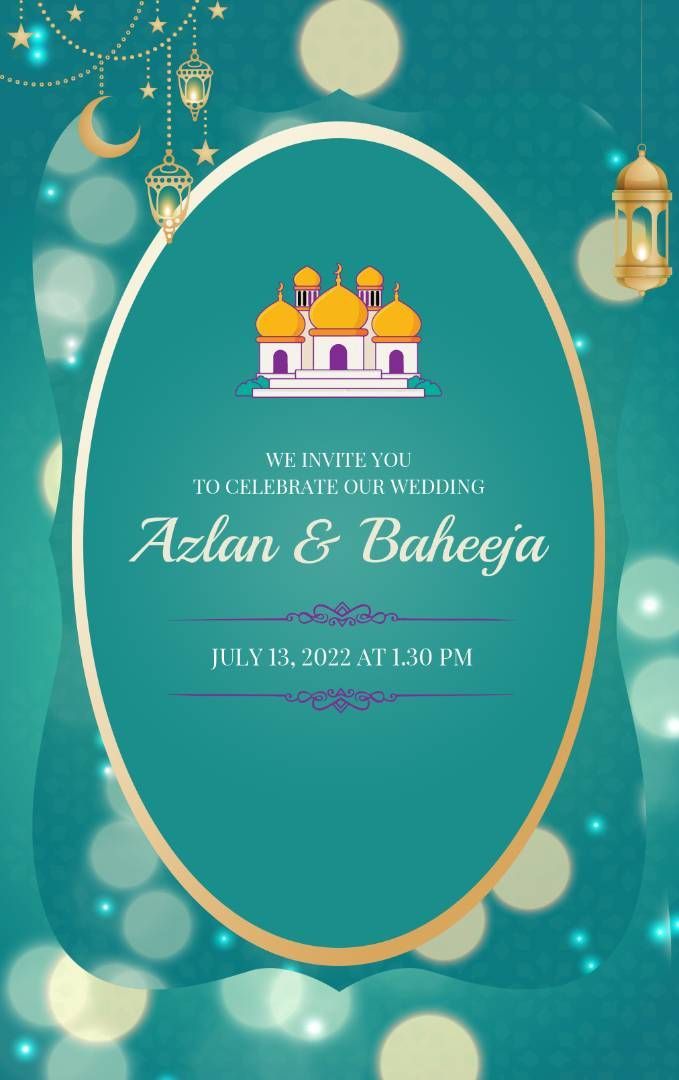 WE INVITE YOU
TO CELEBRATE OUR WEDDING
Azlan & Baheeja
JULY 13, 2022 AT 1.30 PM